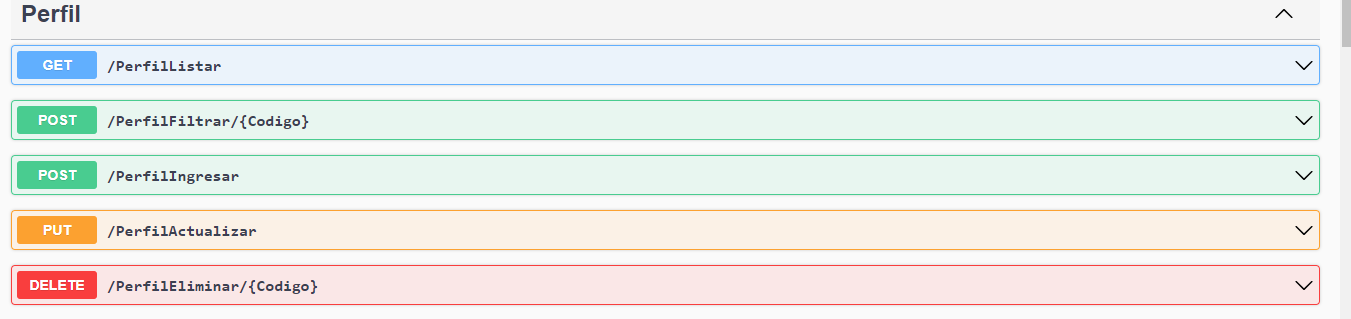 Perfil
GET /PerfilListar
POST /PerfilFiltrar/{Codigo}
POST /PerfilIngresar
PUT /PerfilActualizar
DELETE /PerfilEliminar/{Codigo}